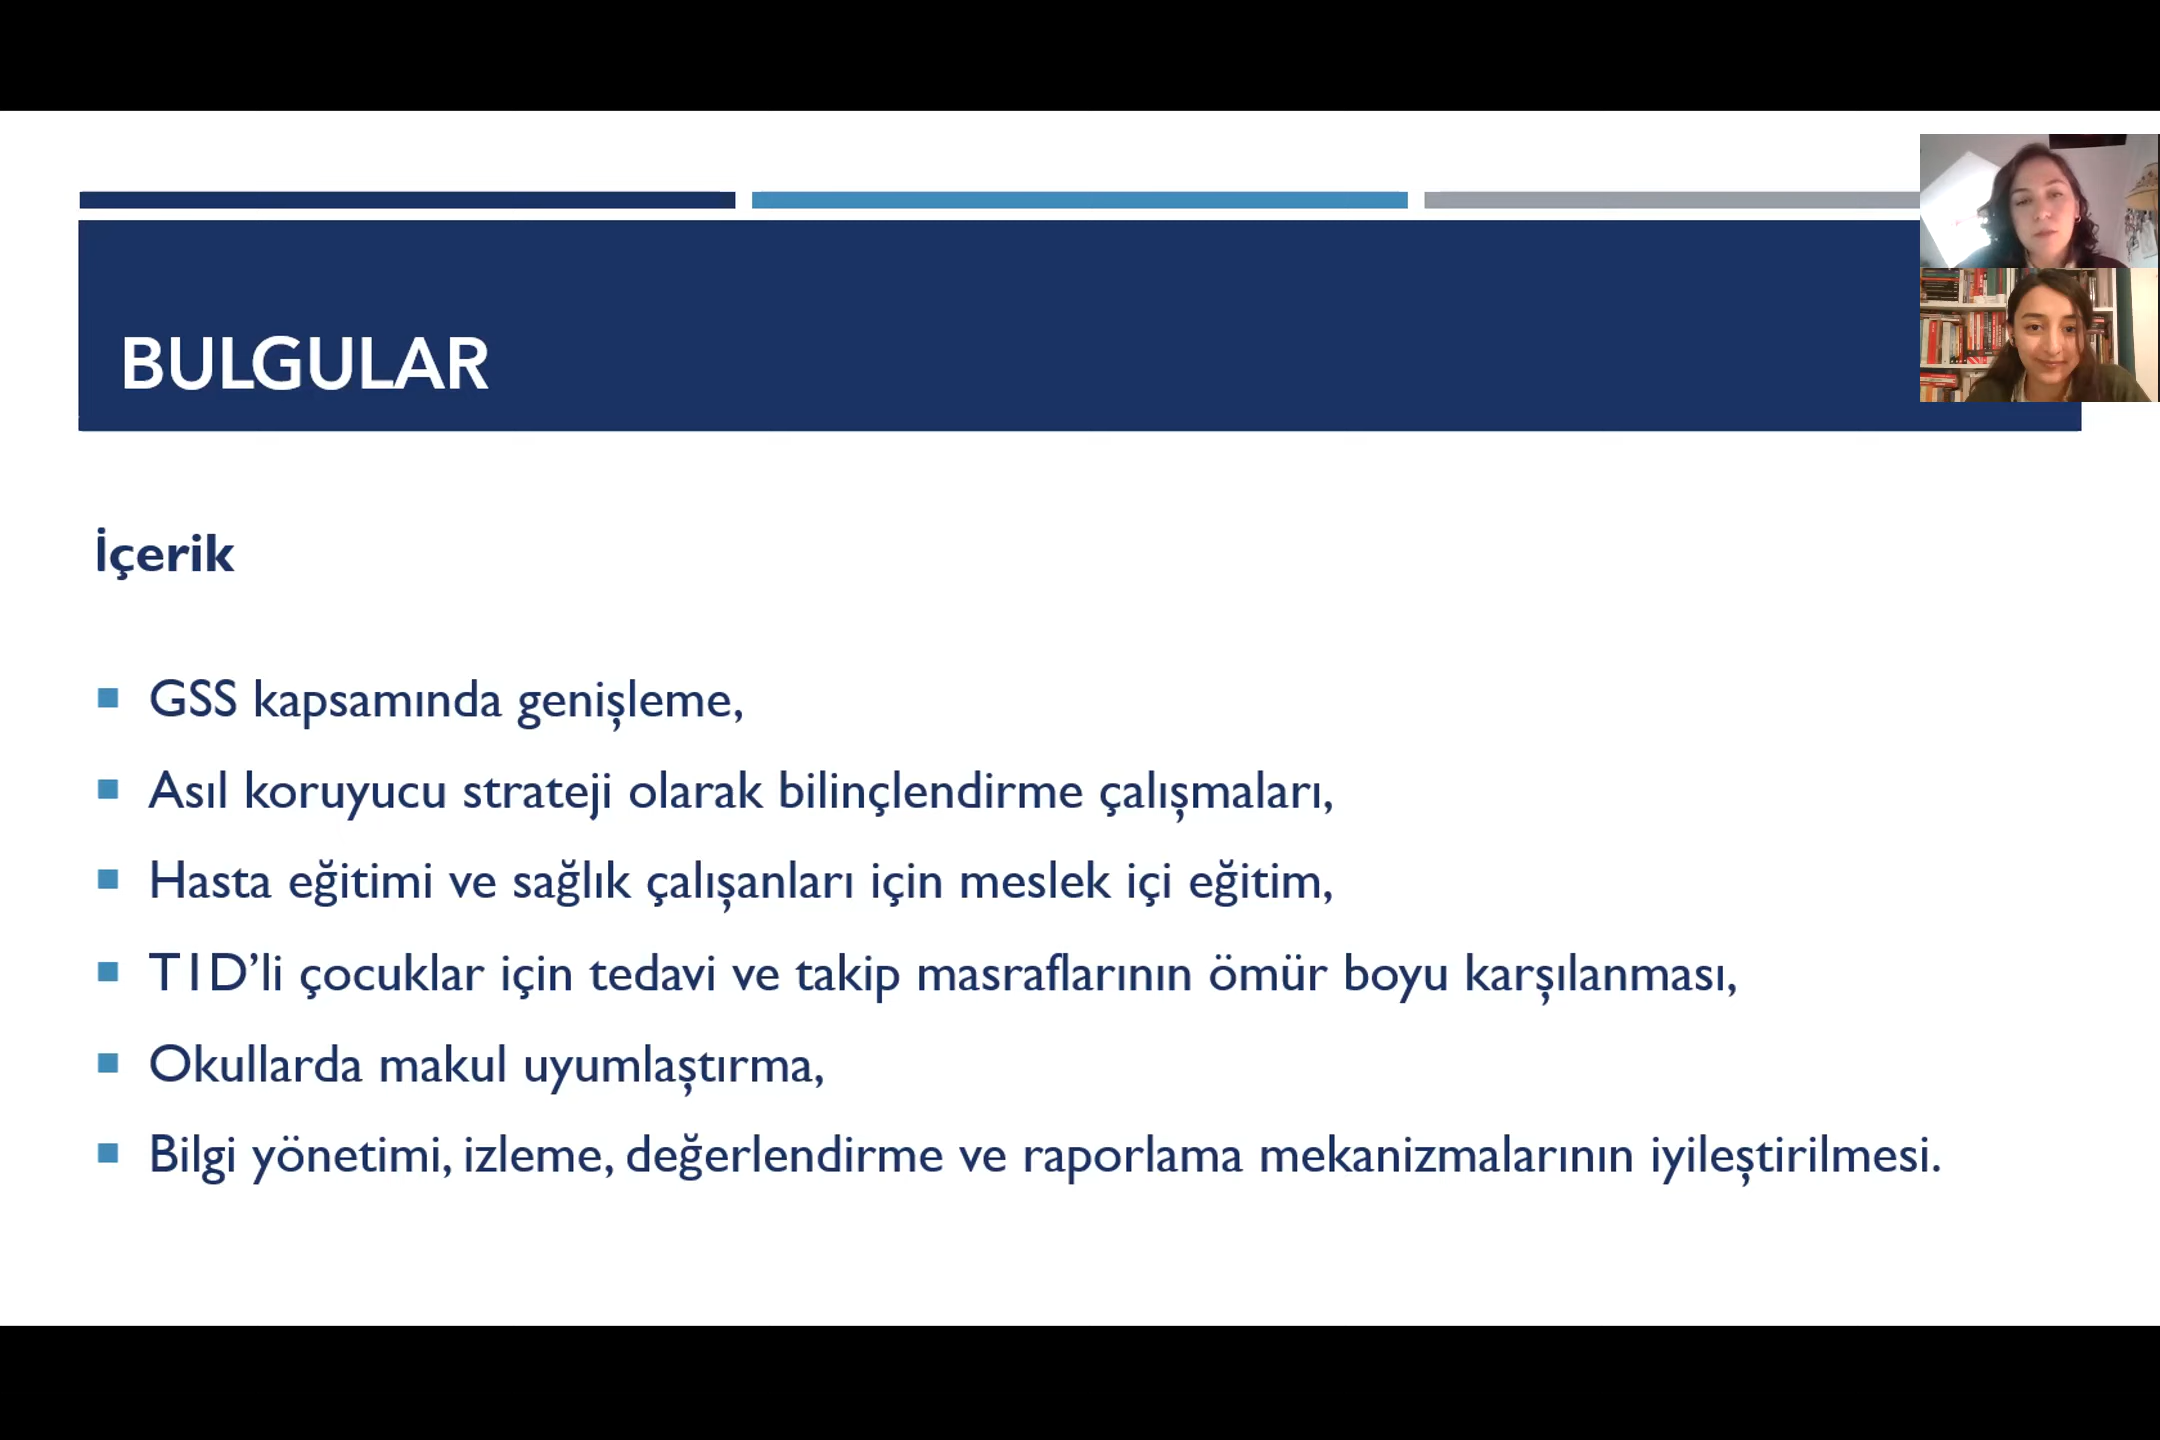 BULGULAR
İçerik
GSS kapsamında genişleme,
Asıl koruyucu strateji olarak bilinçlendirme çalışmaları,
Hasta eğitimi ve sağlık çalışanları için meslek içi eğitim,
T1D’li çocuklar için tedavi ve takip masraflarının ömür boyu karşılanması,
Okullarda makul uyumlaştırma,
Bilgi yönetimi, izleme, değerlendirme ve raporlama mekanizmalarının iyileştirilmesi.